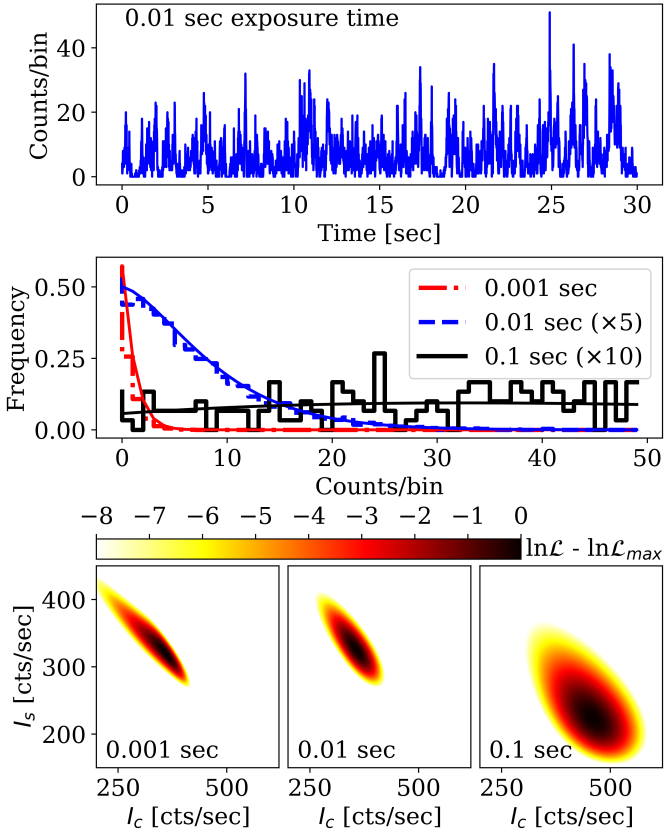 0.01 sec exposure time
Counts/bin
40
20
0
0 5 10 15 20 25 30
Time [sec]
Frequency
0.50
0.25
0.00
0.001 sec
0.01 sec (×5)
0.1 sec (×10)
0 10 20 30 40 50
Counts/bin
−8 −7 −6 −5 −4 −3 −2 −1 0
lnℒ - lnℒmax
I_s [cts/sec]
400
300
200
0.001 sec
0.01 sec
0.1 sec
250 500 250 500 250 500
I_c [cts/sec] I_c [cts/sec] I_c [cts/sec]